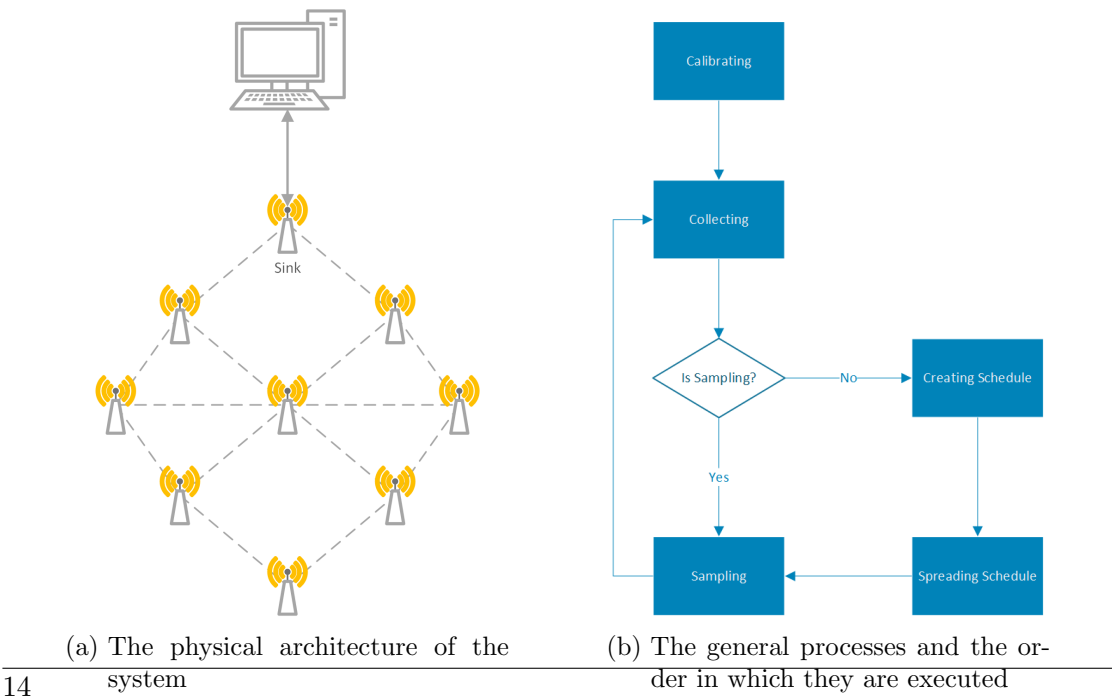 Sink
Calibrating
Collecting
Is Sampling?
No
Creating Schedule
Yes
Sampling
Spreading Schedule
(a) The physical architecture of the
system
(b) The general processes and the or-
der in which they are executed
14